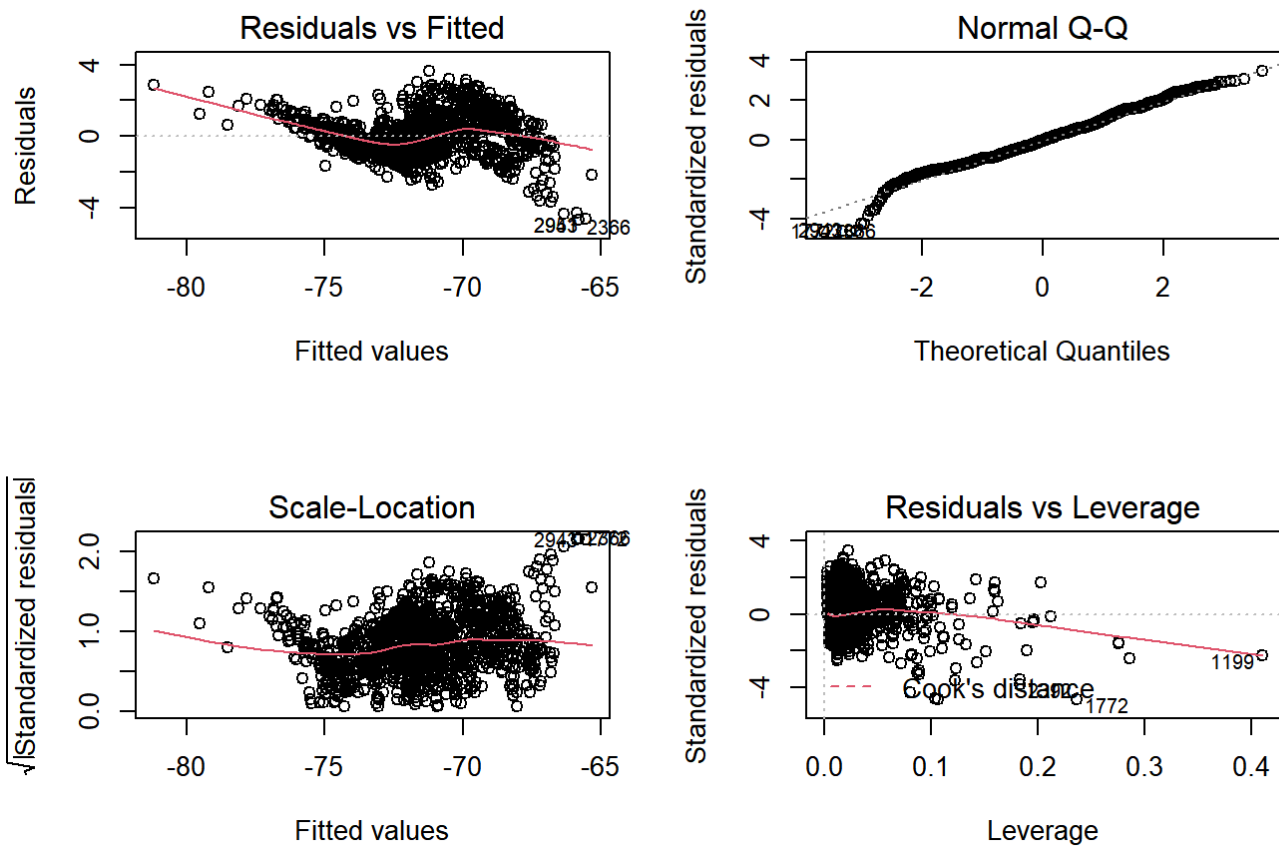 Residuals vs Fitted
Residuals
4
0
-4
2366
-80
-75
-70
-65
Fitted values
Normal Q-Q
Standardized residuals
4
2
0
-4
-2
0
2
Theoretical Quantiles
Scale-Location
√|Standardized residuals|
2.0
1.0
0.0
-80
-75
-70
-65
Fitted values
Residuals vs Leverage
Standardized residuals
4
0
-4
1199
Cook's distance
1772
0.0
0.1
0.2
0.3
0.4
Leverage